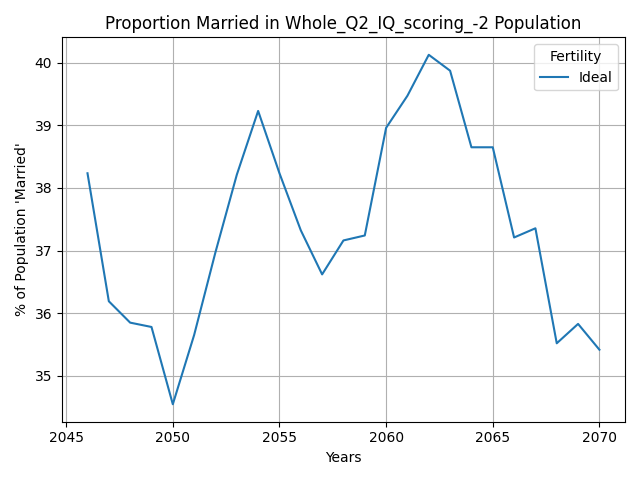 Proportion Married in Whole_Q2_IQ_scoring_-2 Population
Fertility
Ideal
% of Population 'Married'
40
39
38
37
36
35
2045
2050
2055
2060
2065
2070
Years